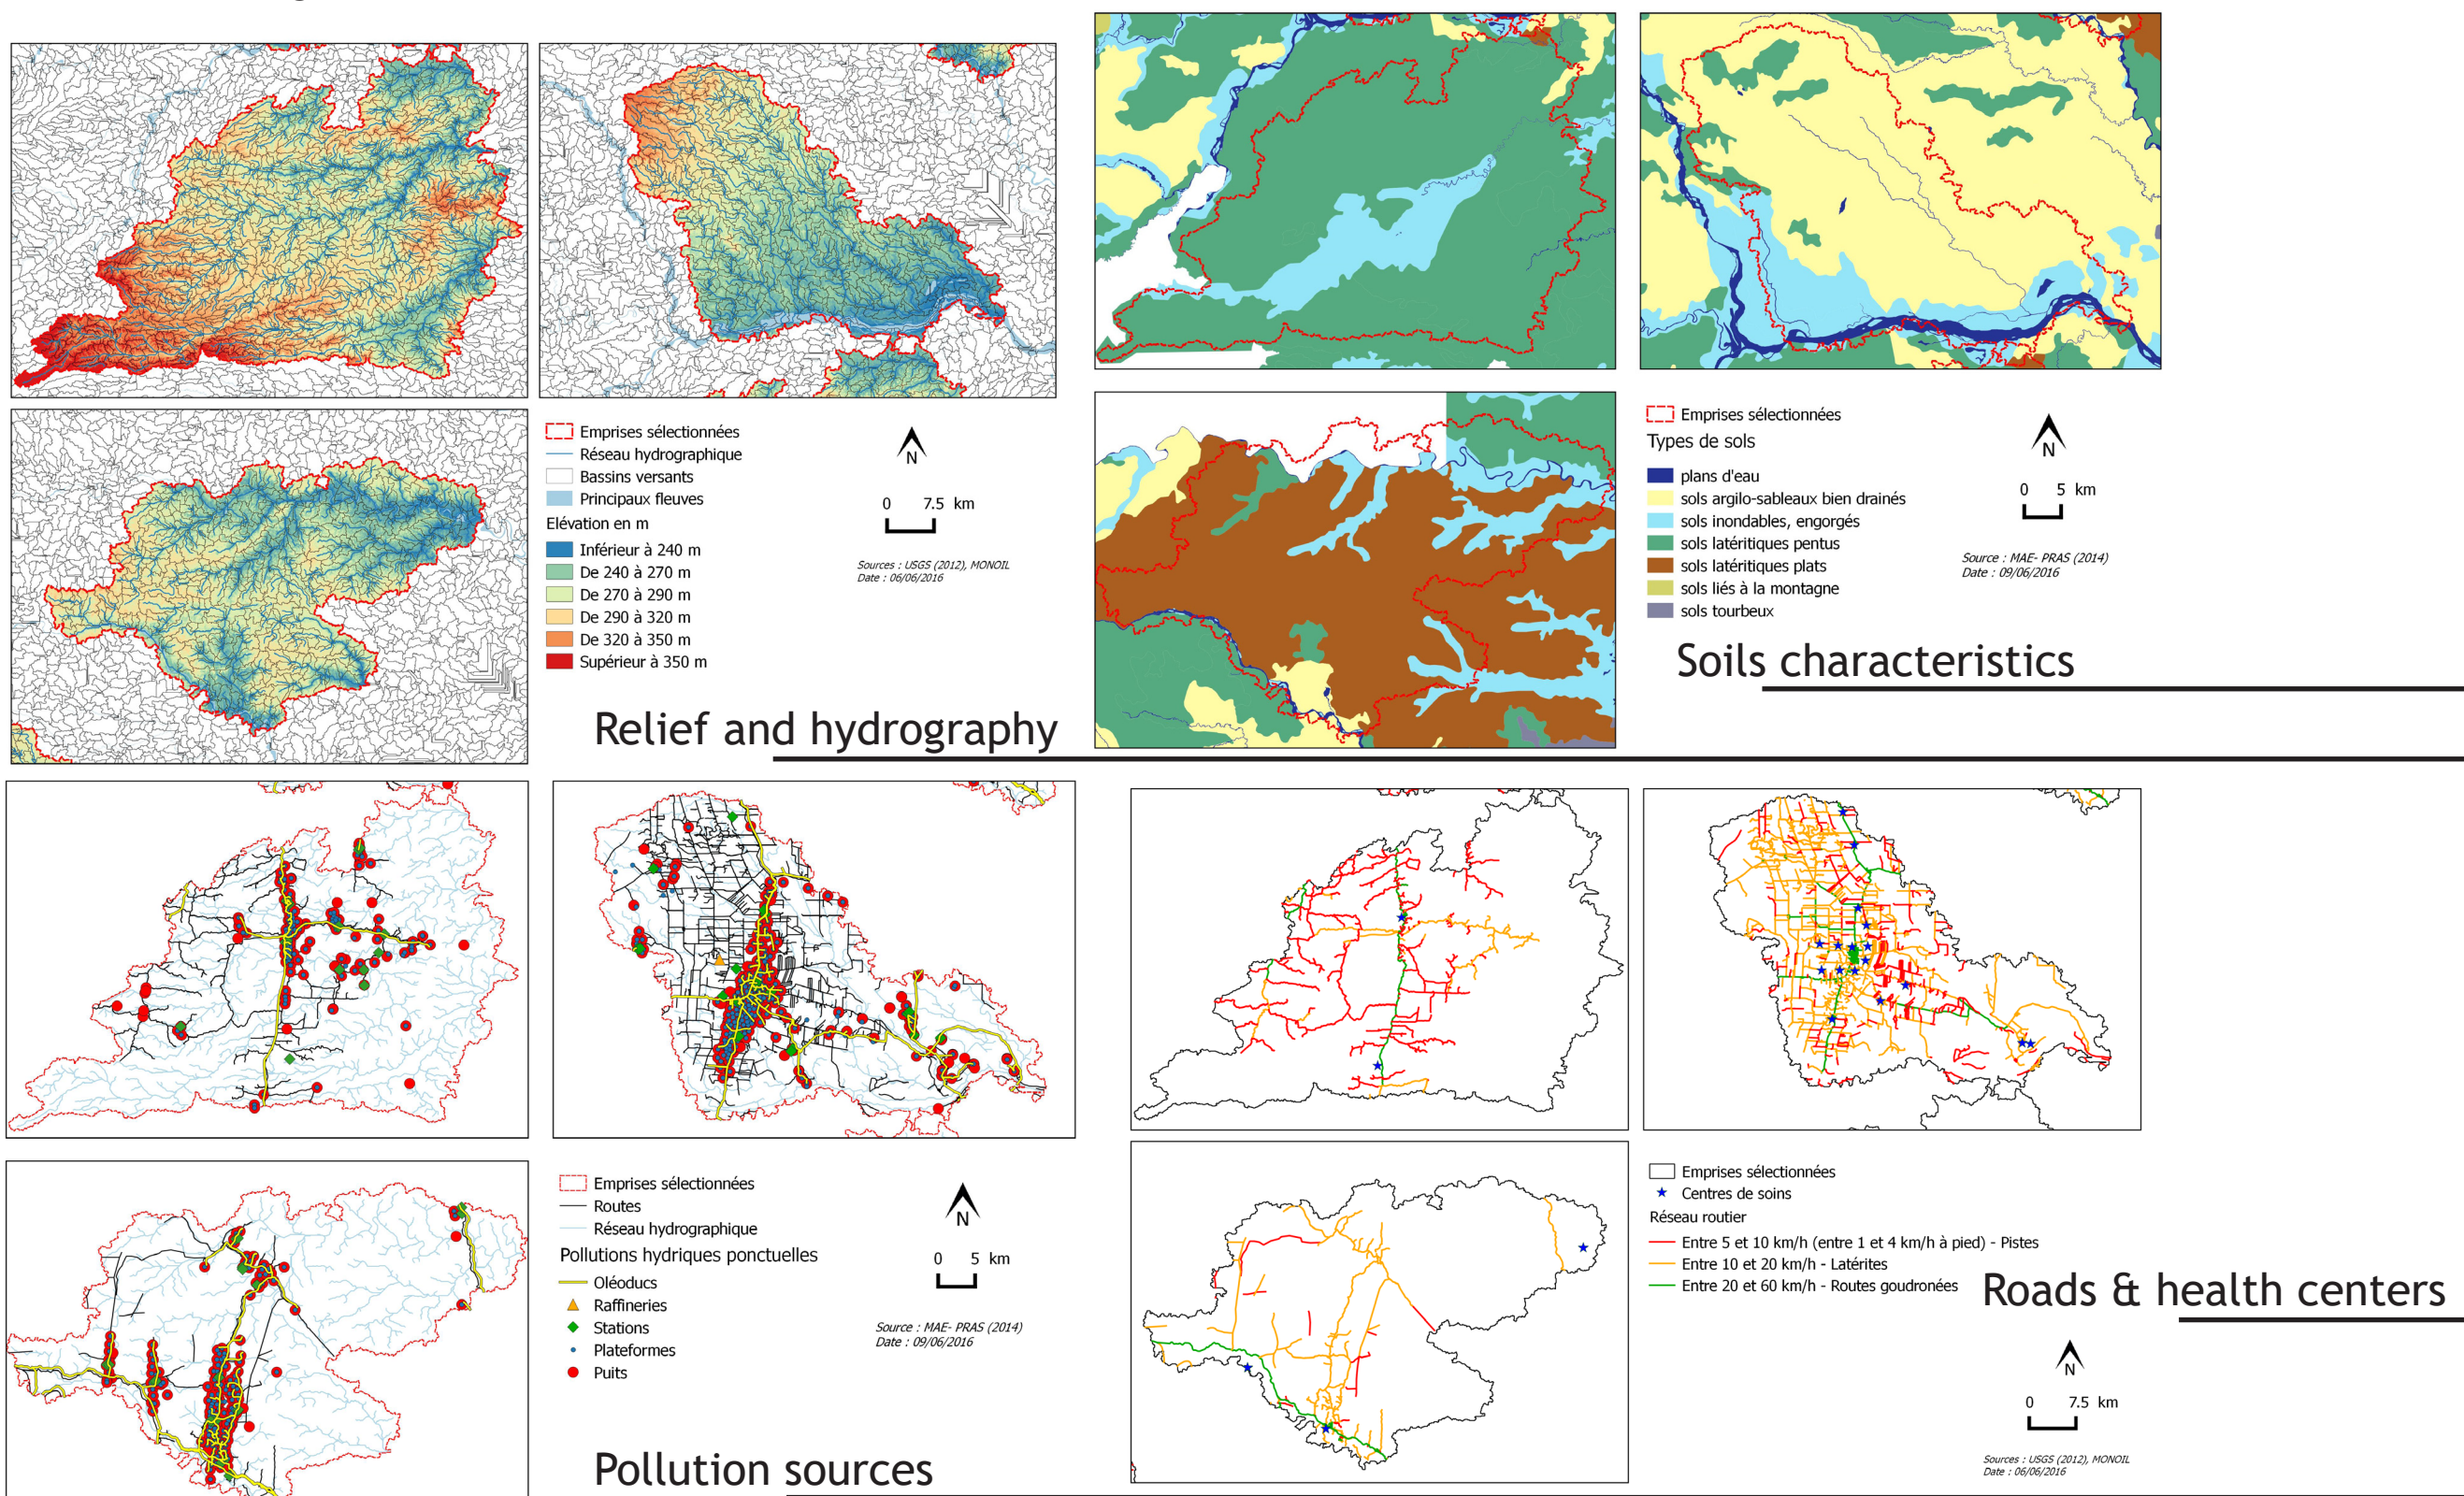 Emprises sélectionnées
Réseau hydrographique
Bassins versants
Principaux fleuves
Elévation en m
Inférieur à 240 m
De 240 à 270 m
De 270 à 290 m
De 290 à 320 m
De 320 à 350 m
Supérieur à 350 m
N
0 7.5 km
Sources : USGS (2012), MONOIL
Date : 06/06/2016
Relief and hydrography
Emprises sélectionnées
Types de sols
plans d'eau
sols argilo-sableaux bien drainés
sols inondables, engorgés
sols latéritiques pentus
sols latéritiques plats
sols liés à la montagne
sols tourbeux
N
0 5 km
Source : MAE- PRAS (2014)
Date : 09/06/2016
Soils characteristics
Emprises sélectionnées
Routes
Réseau hydrographique
Pollutions hydriques ponctuelles
Oléoducs
Raffineries
Stations
Plateformes
Puits
N
0 5 km
Source : MAE- PRAS (2014)
Date : 09/06/2016
Pollution sources
Emprises sélectionnées
Centres de soins
Réseau routier
Entre 5 et 10 km/h (entre 1 et 4 km/h à pied) - Pistes
Entre 10 et 20 km/h - Latérites
Entre 20 et 60 km/h - Routes goudronées
Roads & health centers
N
0 7.5 km
Sources : USGS (2012), MONOIL
Date : 06/06/2016